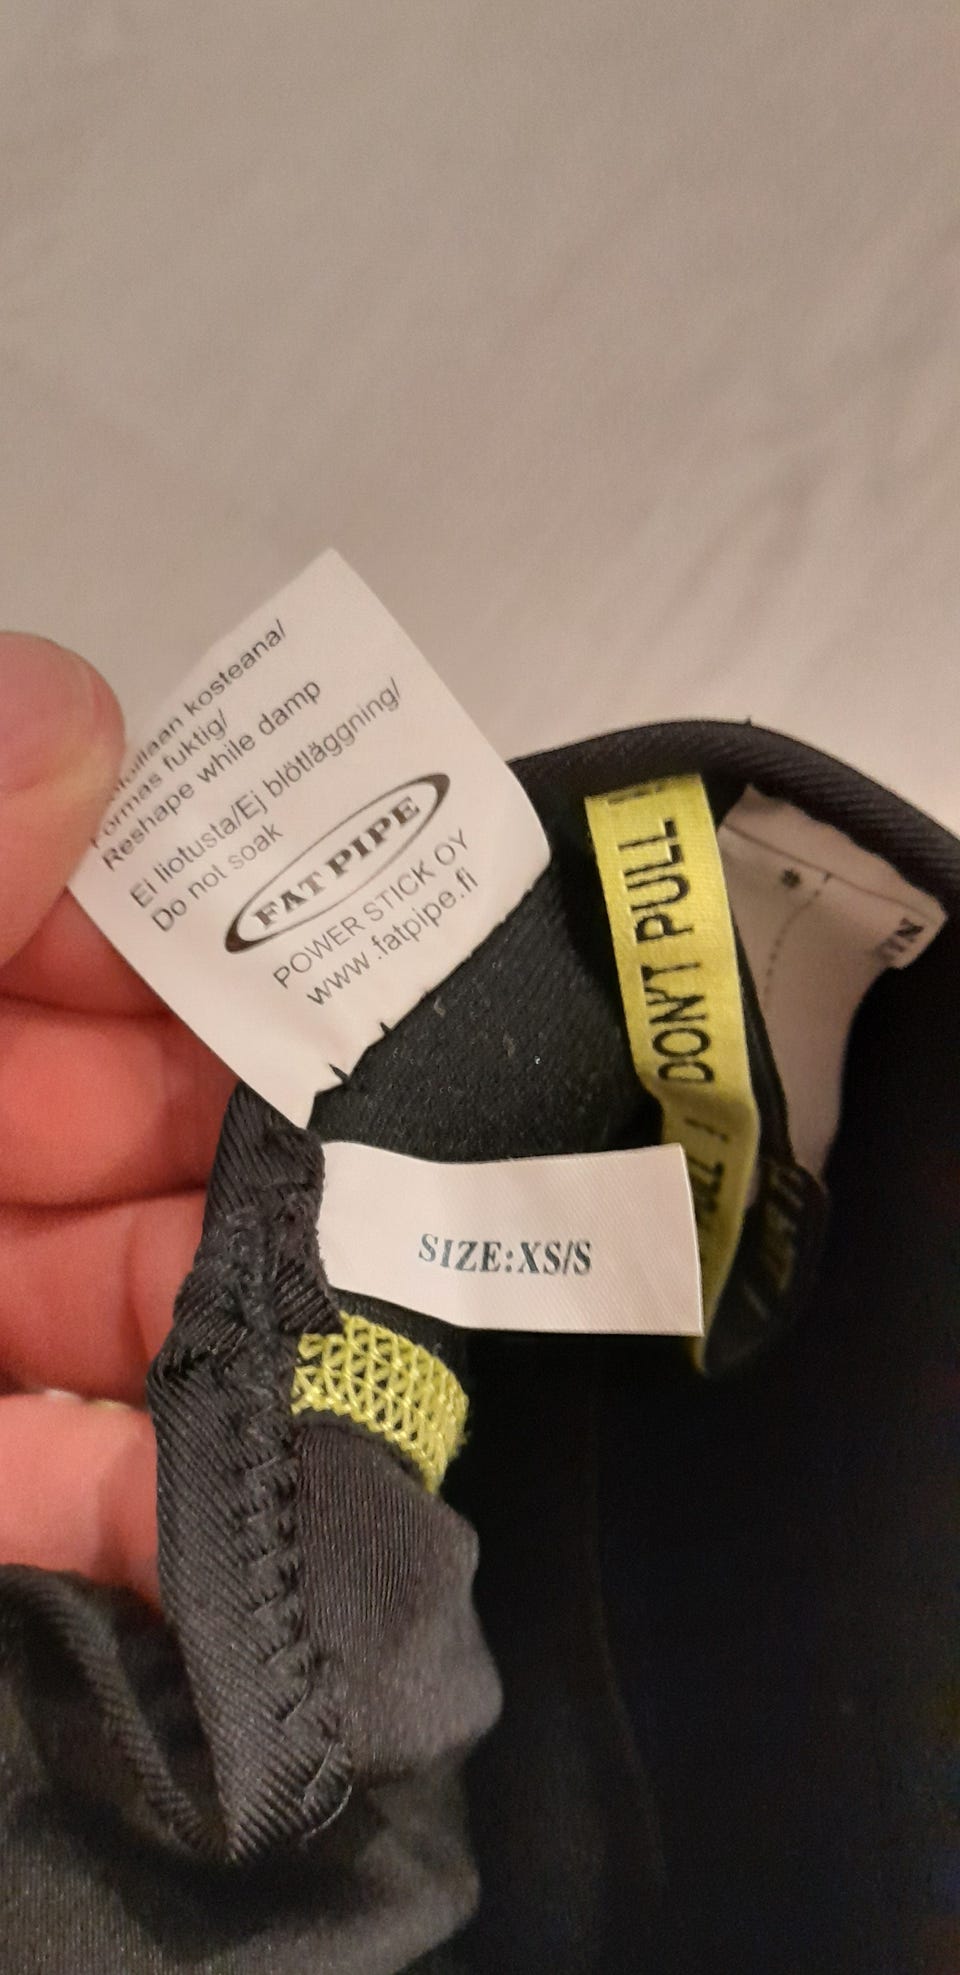 kosteana/
Formas fuktig/
Reshape while damp
Ei liotusta/Ej blötläggning/
Do not soak
FAT PIPE
POWER STICK OY
www.fatpipe.fi
DON'T PULL
SIZE:XS/S